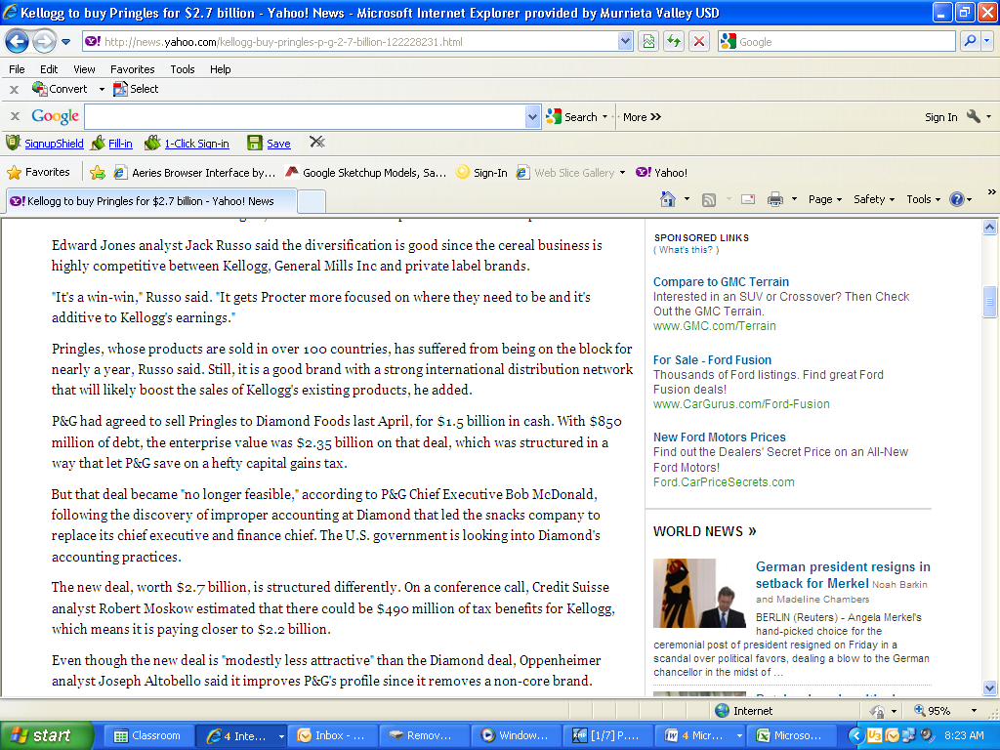 Kellogg to buy Pringles for $2.7 billion - Yahoo! News - Microsoft Internet Explorer provided by Murrieta Valley USD
http://news.yahoo.com/kellogg-buy-pringles-p-g-2-7-billion-122228231.html
Google
File Edit View Favorites Tools Help
x Convert Select
x Google Search More >> Sign In
SignupShield Fill-in 1-Click Sign-in Save
Favorites Aeries Browser Interface by... Google Sketchup Models, Sa... Sign-In Web Slice Gallery Yahoo!
Kellogg to buy Pringles for $2.7 billion - Yahoo! News Page Safety Tools >>
Edward Jones analyst Jack Russo said the diversification is good since the cereal business is
highly competitive between Kellogg, General Mills Inc and private label brands.
"It's a win-win," Russo said. "It gets Procter more focused on where they need to be and it's
additive to Kellogg's earnings."
Pringles, whose products are sold in over 100 countries, has suffered from being on the block for
nearly a year, Russo said. Still, it is a good brand with a strong international distribution network
that will likely boost the sales of Kellogg's existing products, he added.
P&G had agreed to sell Pringles to Diamond Foods last April, for $1.5 billion in cash. With $850
million of debt, the enterprise value was $2.35 billion on that deal, which was structured in a
way that let P&G save on a hefty capital gains tax.
But that deal became "no longer feasible," according to P&G Chief Executive Bob McDonald,
following the discovery of improper accounting at Diamond that led the snacks company to
replace its chief executive and finance chief. The U.S. government is looking into Diamond's
accounting practices.
The new deal, worth $2.7 billion, is structured differently. On a conference call, Credit Suisse
analyst Robert Moskow estimated that there could be $490 million of tax benefits for Kellogg,
which means it is paying closer to $2.2 billion.
Even though the new deal is "modestly less attractive" than the Diamond deal, Oppenheimer
analyst Joseph Altobello said it improves P&G's profile since it removes a non-core brand.
SPONSORED LINKS
( What's this? )
Compare to GMC Terrain
Interested in an SUV or Crossover? Then Check
Out the GMC Terrain.
www.GMC.com/Terrain
For Sale - Ford Fusion
Thousands of Ford listings. Find great Ford
Fusion deals!
www.CarGurus.com/Ford-Fusion
New Ford Motors Prices
Find out the Dealers' Secret Price on an All-New
Ford Motors!
Ford.CarPriceSecrets.com
WORLD NEWS »
German president resigns in
setback for Merkel Noah Barkin
and Madeline Chambers
BERLIN (Reuters) - Angela Merkel's
hand-picked choice for the
ceremonial post of president resigned on Friday in a
scandal over political favors, dealing a blow to the German
chancellor in the midst of ...
Internet 95%
start Classroom 4 Inte... Inbox - ... Remov... Window... [1/7] P... 4 Micr... Microso... 8:23 AM